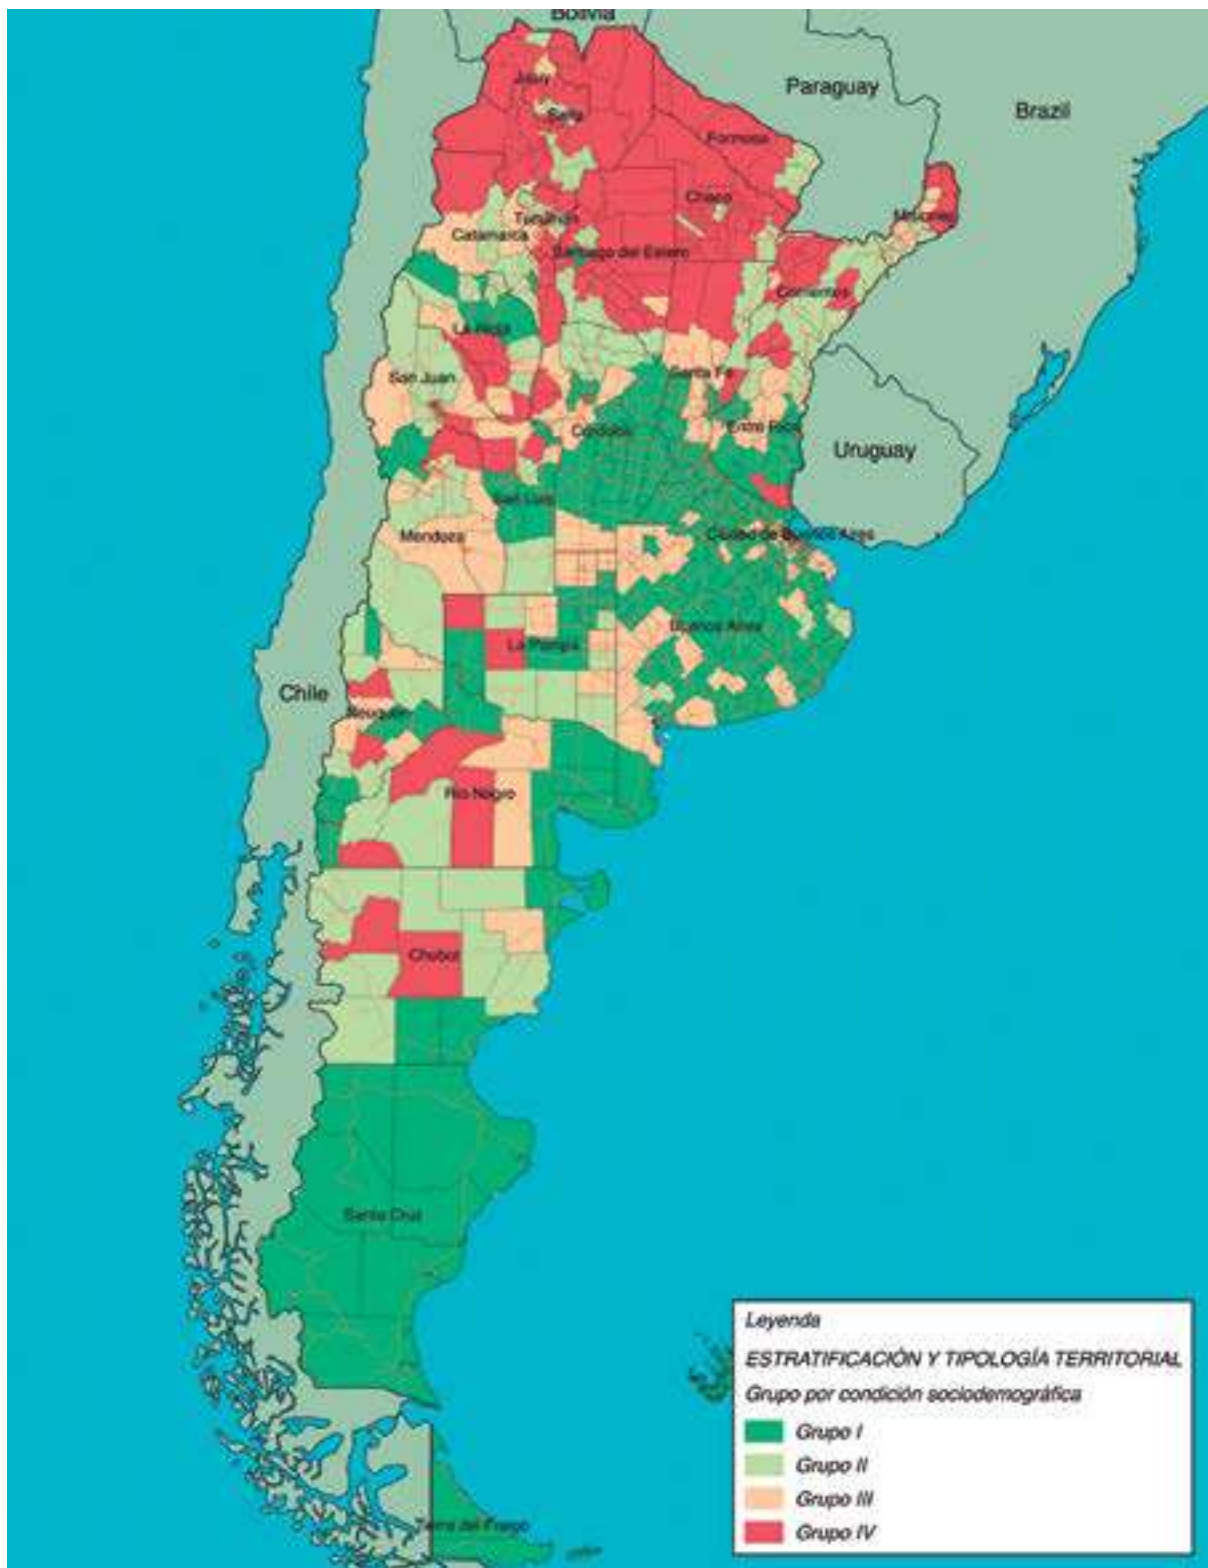 Bolivia
Jujuy
Paraguay
Salta
Brazil
Formosa
Chaco
Misiones
Tucumán
Catamarca
Santiago del Estero
Corrientes
La Rioja
San Juan
Santa Fe
Córdoba
Entre Ríos
Uruguay
San Luis
Mendoza
Ciudad de Buenos Aires
Buenos Aires
La Pampa
Chile
Neuquén
Río Negro
Chubut
Santa Cruz
Tierra del Fuego
Leyenda
ESTRATIFICACIÓN Y TIPOLOGÍA TERRITORIAL
Grupo por condición sociodemográfica
Grupo I
Grupo II
Grupo III
Grupo IV